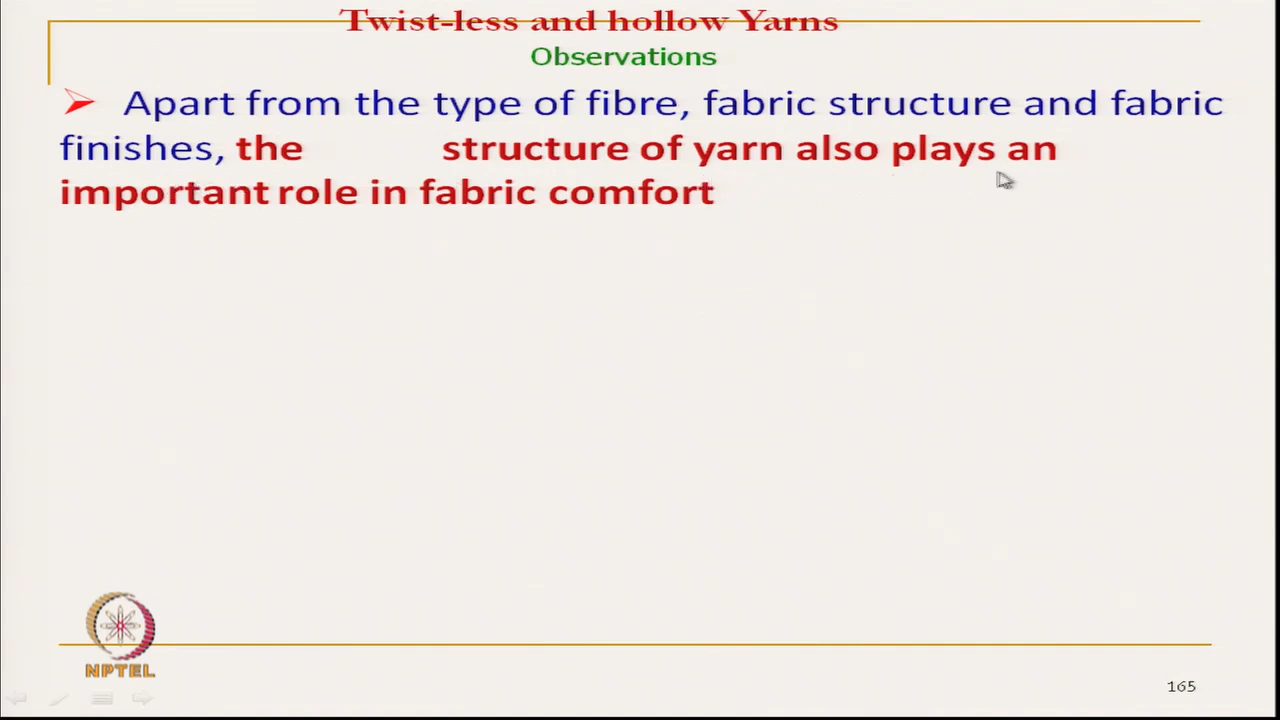 Twist-less and hollow Yarns
Observations
Apart from the type of fibre, fabric structure and fabric
finishes, the structure of yarn also plays an
important role in fabric comfort
NPTEL
165